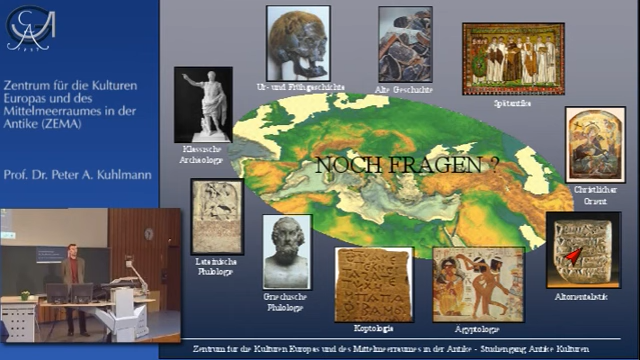 Zentrum für die Kulturen
Europas und des
Mittelmeerraumes in der
Antike (ZEMA)
Prof. Dr. Peter A. Kuhlmann
Ur- und Frühgeschichte
Alte Geschichte
Spätantike
Klassische
Archäologie
NOCH FRAGEN ?
Christlicher
Orient
Lateinische
Philologie
Griechische
Philologie
Koptologie
Ägyptologie
Altorientalistik
Zentrum für die Kulturen Europas und des Mittelmeerraumes in der Antike - Studiengang Antike Kulturen